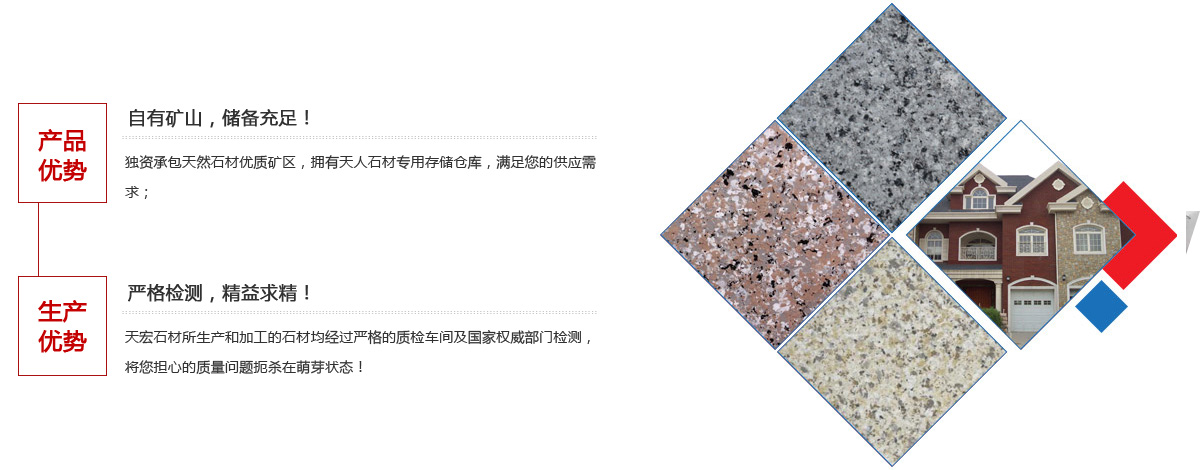 产品
优势
自有矿山，储备充足！
独资承包天然石材优质矿区，拥有天人石材专用存储仓库，满足您的供应需
求；
生产
优势
严格检测，精益求精！
天宏石材所生产和加工的石材均经过严格的质检车间及国家权威部门检测，
将您担心的质量问题扼杀在萌芽状态！